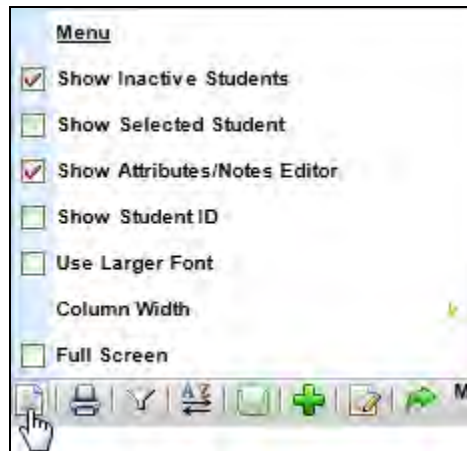 Menu
Show Inactive Students
Show Selected Student
Show Attributes/Notes Editor
Show Student ID
Use Larger Font
Column Width
Full Screen
A Z
M